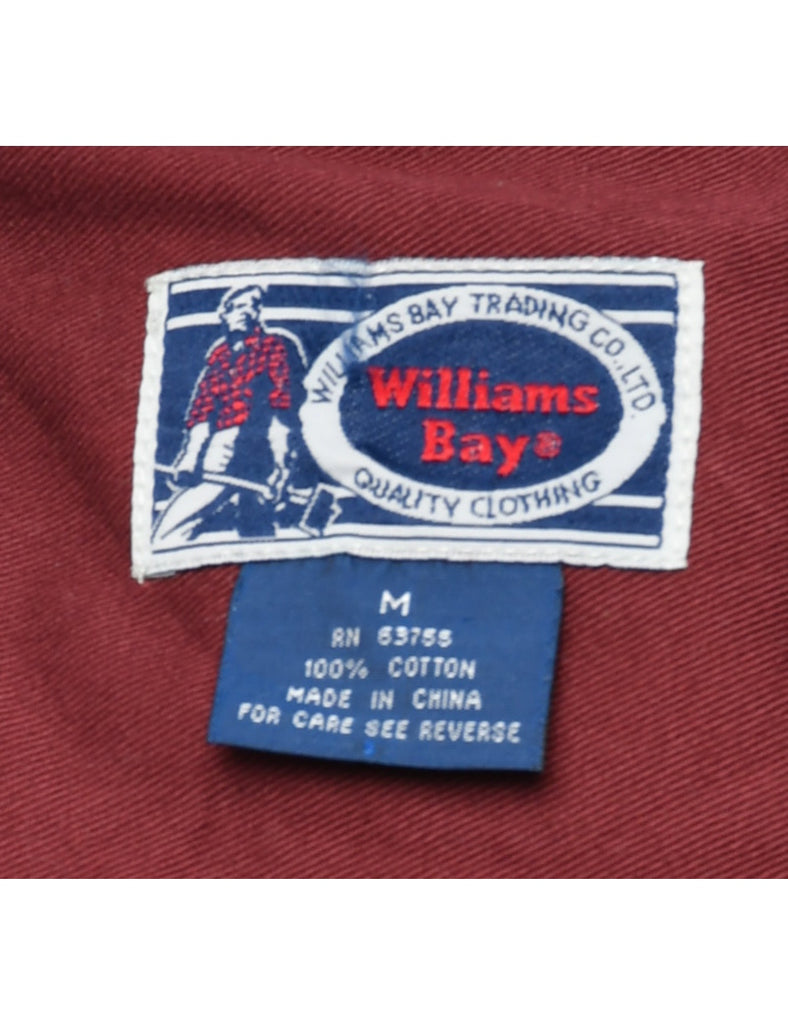 WILLIAMS BAY TRADING CO., LTD.
Williams
Bay®
QUALITY CLOTHING
M
RN
100% COTTON
MADE IN CHINA
FOR CARE SEE REVERSE